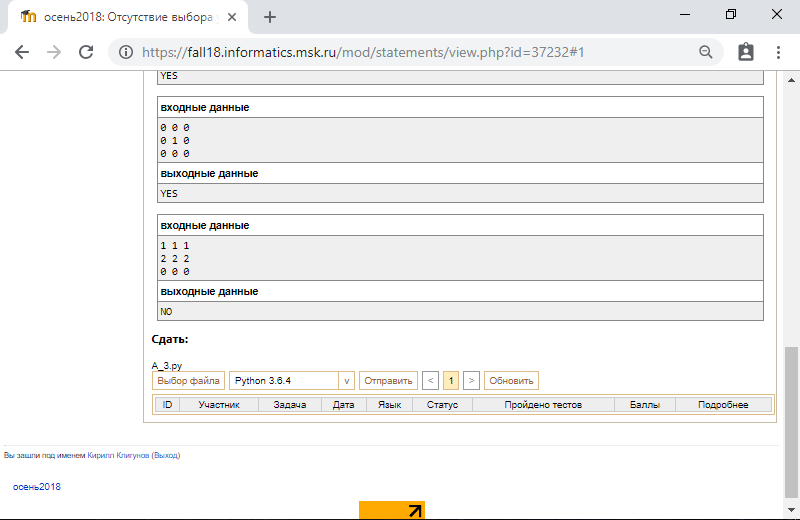 осень2018: Отсутствие выбора
https://fall18.informatics.msk.ru/mod/statements/view.php?id=37232#1
YES
входные данные
0 0 0
0 1 0
0 0 0
выходные данные
YES
входные данные
1 1 1
2 2 2
0 0 0
выходные данные
NO
Сдать:
A_3.py
Выбор файла Python 3.6.4 v Отправить < 1 > Обновить
ID Участник Задача Дата Язык Статус Пройдено тестов Баллы Подробнее
Вы зашли под именем Кирилл Клигунов (Выход)
осень2018